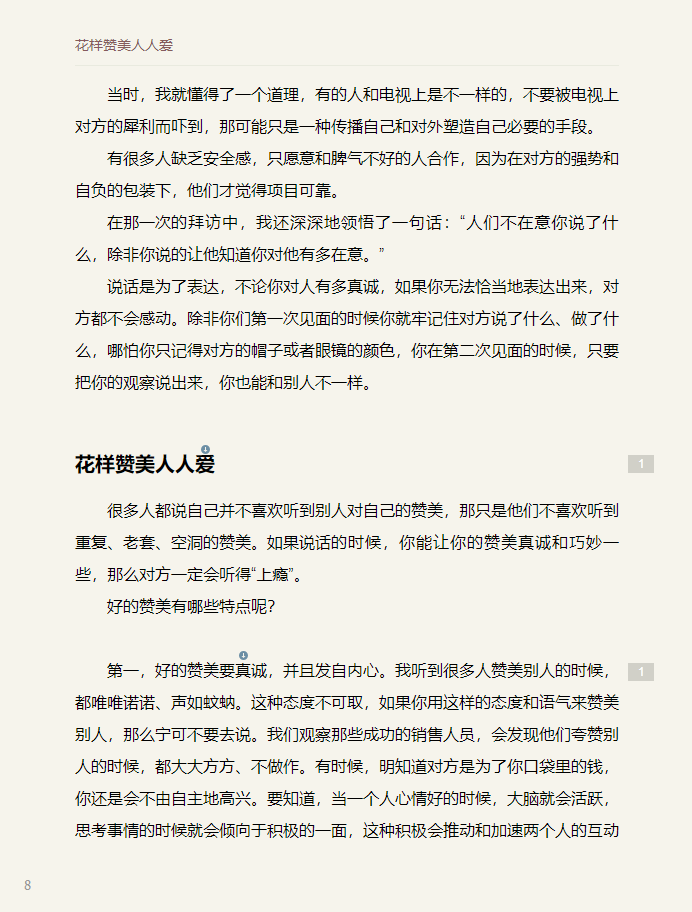 花样赞美人人爱
当时，我就懂得了一个道理，有的人和电视上是不一样的，不要被电视上
对方的犀利而吓到，那可能只是一种传播自己和对外塑造自己必要的手段。
有很多人缺乏安全感，只愿意和脾气不好的人合作，因为在对方的强势和
自负的包装下，他们才觉得项目可靠。
在那一次的拜访中，我还深深地领悟了一句话：“人们不在意你说了什
么，除非你说的让他知道你对他有多在意。”
说话是为了表达，不论你对人有多真诚，如果你无法恰当地表达出来，对
方都不会感动。除非你们第一次见面的时候你就牢记住对方说了什么、做了什
么，哪怕你只记得对方的帽子或者眼镜的颜色，你在第二次见面的时候，只要
把你的观察说出来，你也能和别人不一样。
花样赞美人人爱
1
很多人都说自己并不喜欢听到别人对自己的赞美，那只是他们不喜欢听到
重复、老套、空洞的赞美。如果说话的时候，你能让你的赞美真诚和巧妙一
些，那么对方一定会听得“上瘾”。
好的赞美有哪些特点呢？
第一，好的赞美要真诚，并且发自内心。我听到很多人赞美别人的时候，
1
都唯唯诺诺、声如蚊蚋。这种态度不可取，如果你用这样的态度和语气来赞美
别人，那么宁可不要去说。我们观察那些成功的销售人员，会发现他们夸赞别
人的时候，都大大方方、不做作。有时候，明知道对方是为了你口袋里的钱，
你还是会不由自主地高兴。要知道，当一个人心情好的时候，大脑就会活跃，
思考事情的时候就会倾向于积极的一面，这种积极会推动和加速两个人的互动
8